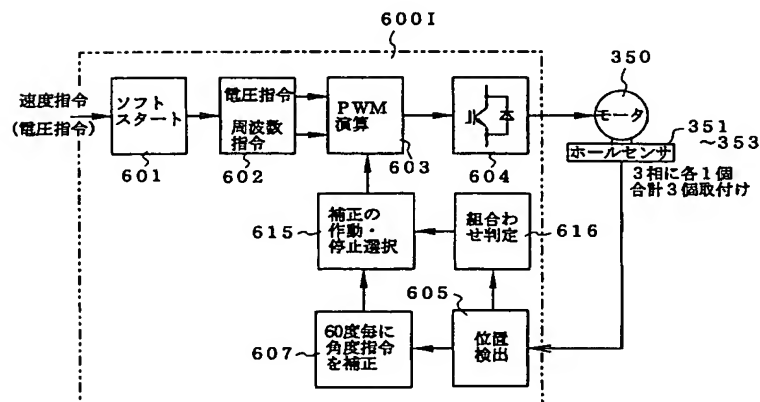 600I
350
速度指令
(電圧指令)
ソフト
スタート
601
電圧指令
周波数
指令
602
PWM
演算
603
604
モータ
351
~353
ホールセンサ
3相に各1個
合計3個取付け
補正の
作動・
停止選択
615
組合わ
せ判定
616
605
60度毎に
角度指令
を補正
607
位置
検出